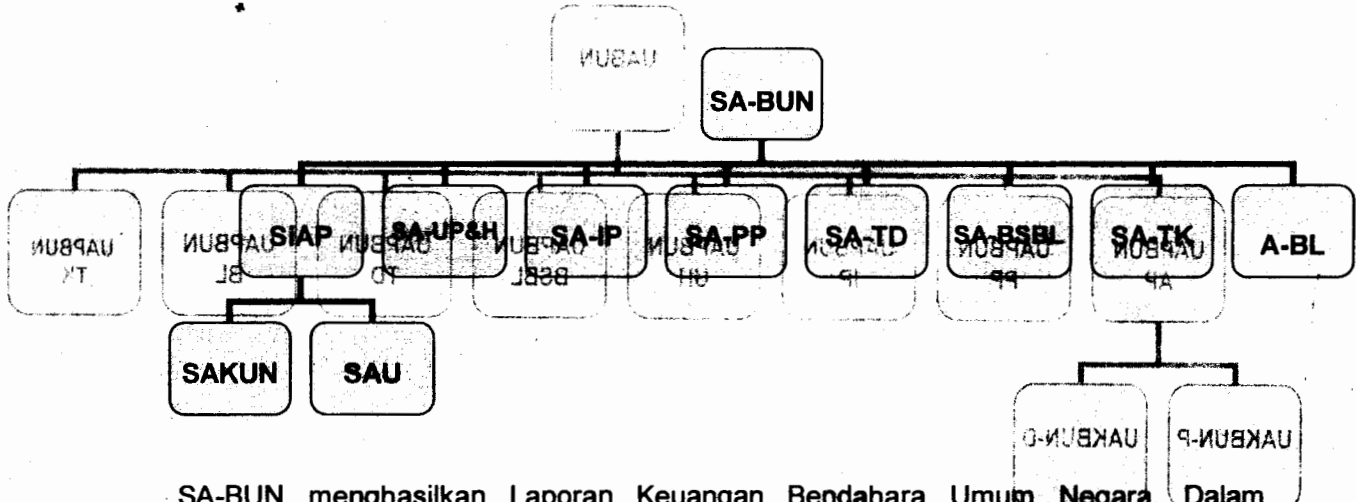 UABUN
SA-BUN
SIAP SA-UP&H SA-IP SA-PP SA-TD SA-BSBL SA-TK A-BL
UAPBUN TK
UAPBUN BL
UAPBUN TD
UAPBUN BSBL
UAPBUN UH
UAPBUN IP
UAPBUN PP
UAPBUN AP
SAKUN SAU
UAKBUN-D UAKBUN-P
SA-BUN menghasilkan Laporan Keuangan Bendahara Umum Negara. Dalam